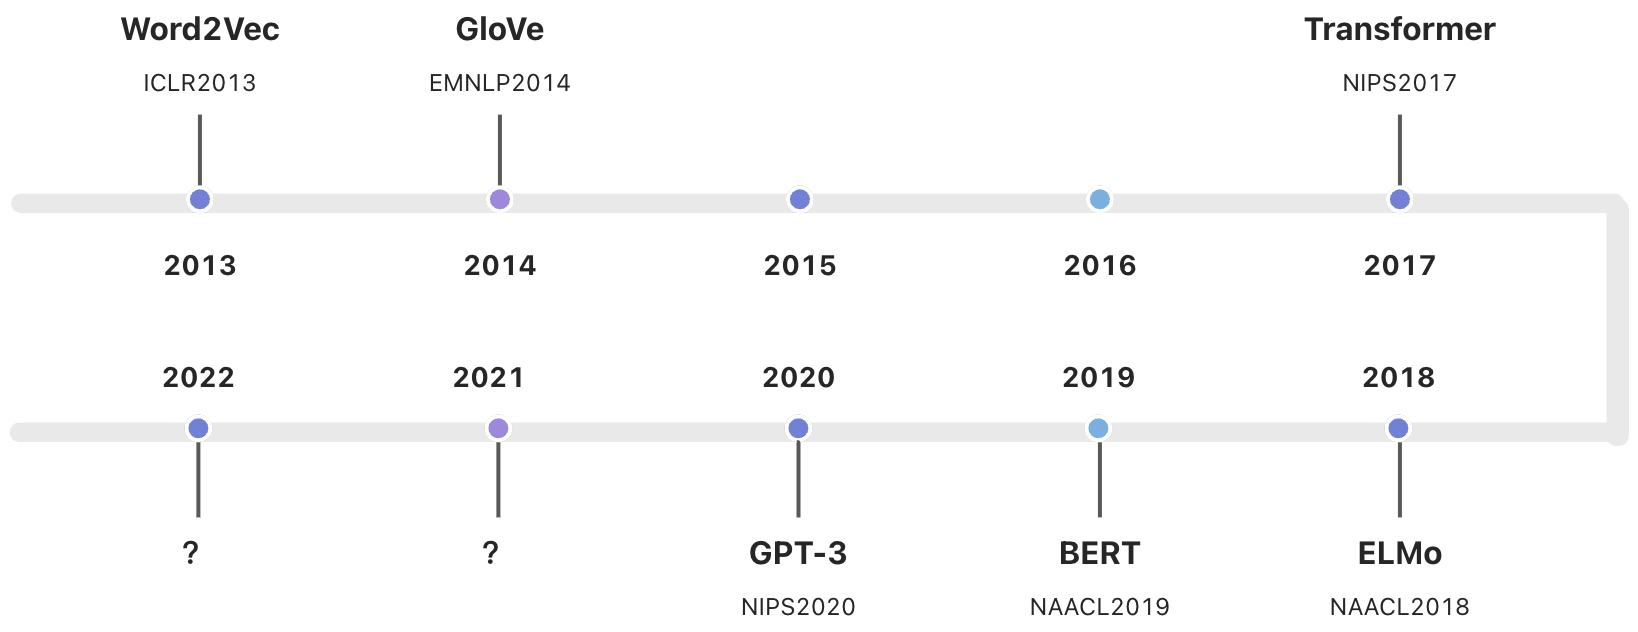 Word2Vec
GloVe
Transformer
ICLR2013
EMNLP2014
NIPS2017
2013
2014
2015
2016
2017
2022
2021
2020
2019
2018
?
?
GPT-3
BERT
ELMo
NIPS2020
NAACL2019
NAACL2018